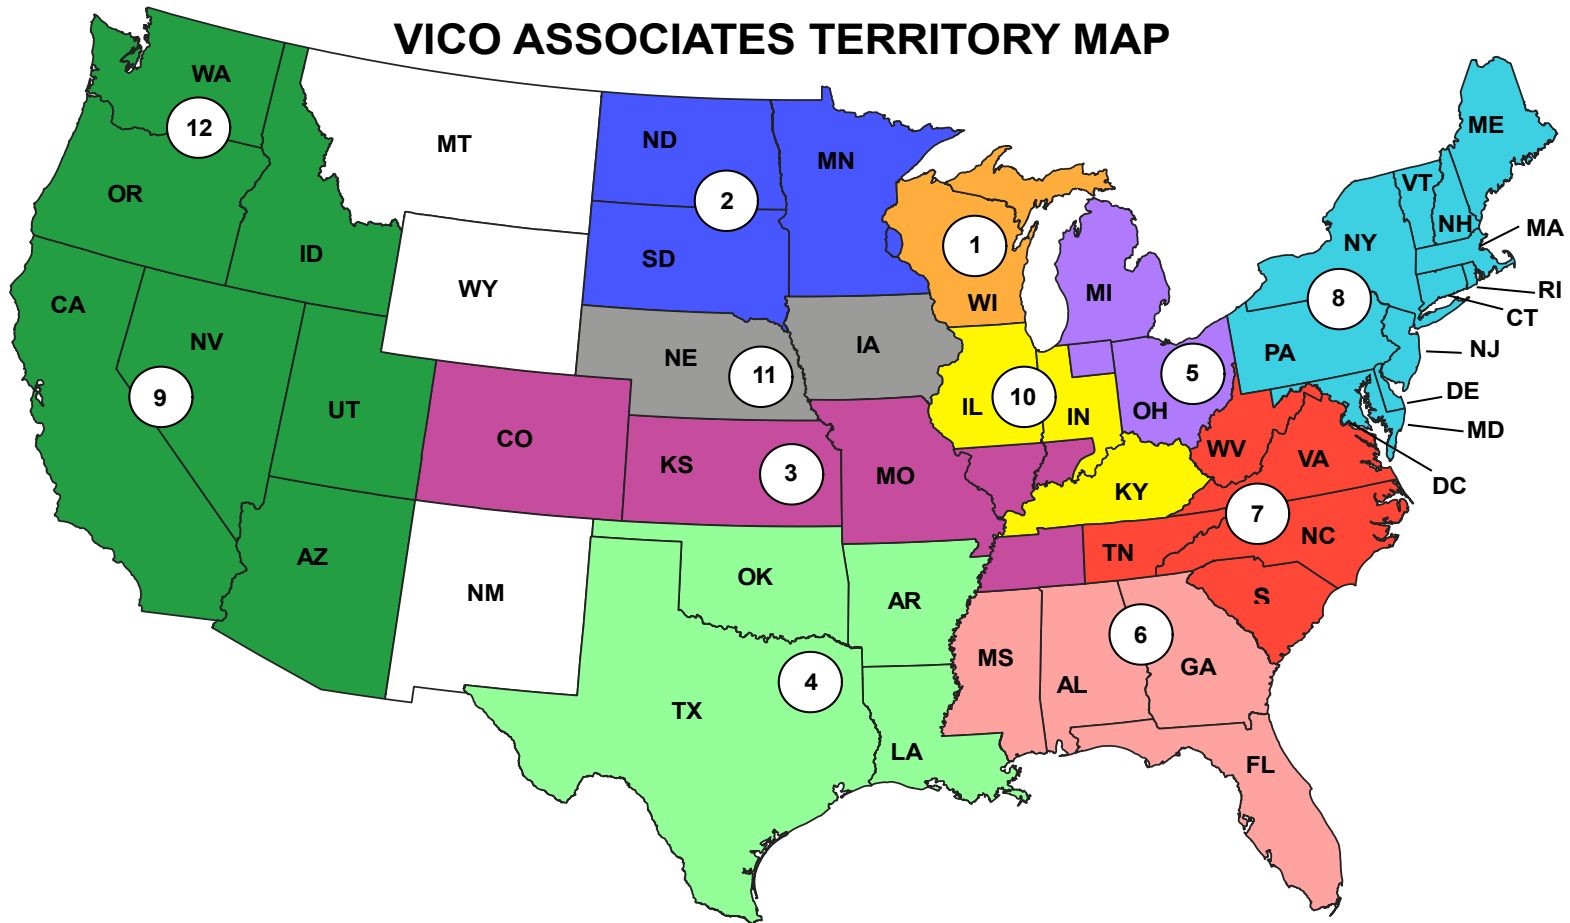 VICO ASSOCIATES TERRITORY MAP
WA
12
OR
ID
MT
WY
ND
2
SD
MN
1
WI
MI
ME
VT
NH
MA
NY
8
RI
CT
NJ
PA
DE
MD
DC
CA
NV
9
UT
AZ
CO
NM
NE
11
IA
KS
3
MO
IL
10
IN
5
OH
KY
WV
VA
7
TN
NC
S
OK
AR
4
TX
LA
MS
AL
6
GA
FL